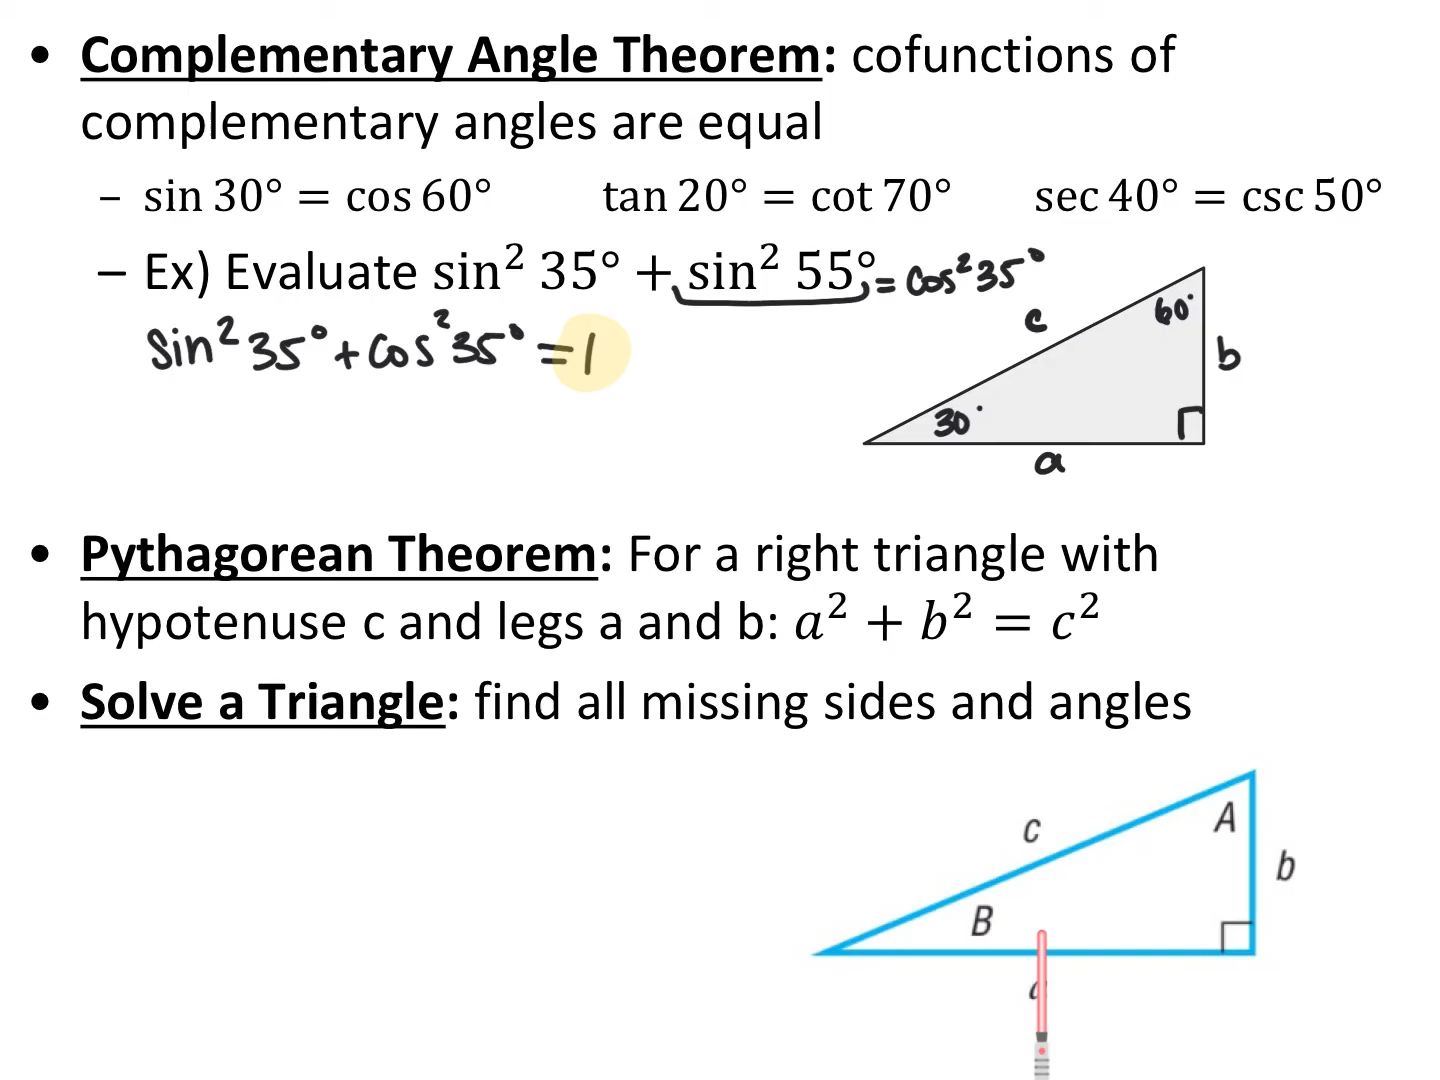 • Complementary Angle Theorem: cofunctions of
complementary angles are equal
– sin 30° = cos 60° tan 20° = cot 70° sec 40° = csc 50°
– Ex) Evaluate sin² 35° + sin² 55° = cos² 35°
sin² 35° + cos² 35° = 1
c
60°
b
30°
a
• Pythagorean Theorem: For a right triangle with
hypotenuse c and legs a and b: a² + b² = c²
• Solve a Triangle: find all missing sides and angles
c
A
b
B